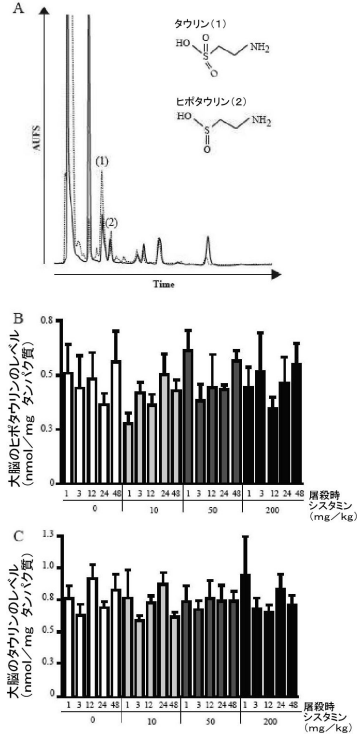 A
AUFS
(1)
(2)
Time
タウリン(1)
HO
O
S
O
NH2
ヒポタウリン(2)
HO
S
O
NH2
B
大脳のヒポタウリンのレベル
(nmol/mg タンパク質)
0.8
0.5
0.3
0.0
1 3 12 24 48 1 3 12 24 48 1 3 12 24 48 1 3 12 24 48 屠殺時
0 10 50 200 システミン
(mg/kg)
C
大脳のタウリンのレベル
(nmol/mg タンパク質)
1.3
1.0
0.8
0.5
0.3
0.0
1 3 12 24 48 1 3 12 24 48 1 3 12 24 48 1 3 12 24 48 屠殺時
0 10 50 200 シスタミン
(mg/kg)